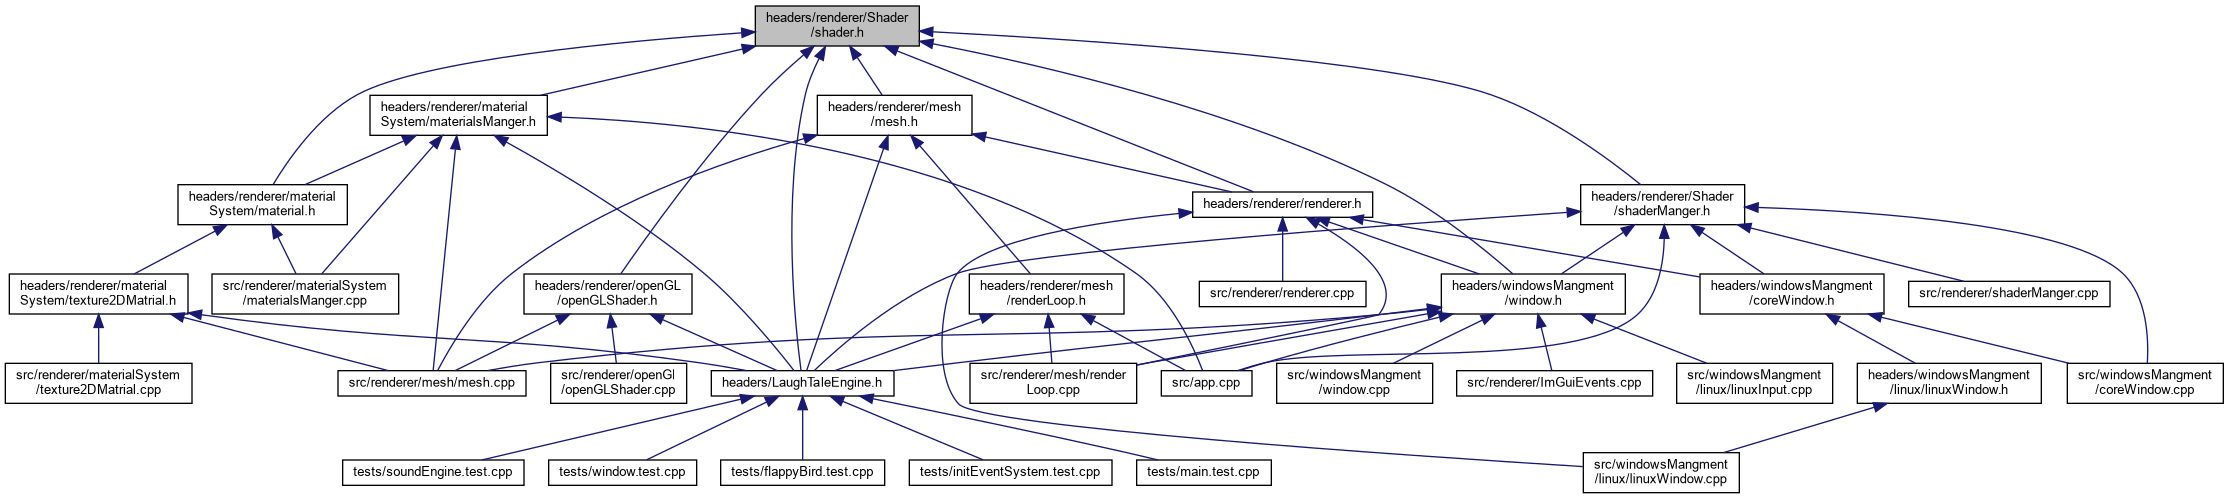 headers/renderer/Shader
/shader.h
headers/renderer/material
System/materialsManger.h
headers/renderer/mesh
/mesh.h
headers/renderer/material
System/material.h
headers/renderer/renderer.h
headers/renderer/Shader
/shaderManger.h
headers/renderer/material
System/texture2DMatrial.h
src/renderer/materialSystem
/materialsManger.cpp
headers/renderer/openGL
/openGLShader.h
headers/renderer/mesh
/renderLoop.h
src/renderer/renderer.cpp
headers/windowsMangment
/window.h
headers/windowsMangment
/coreWindow.h
src/renderer/shaderManger.cpp
src/renderer/materialSystem
/texture2DMatrial.cpp
src/renderer/mesh/mesh.cpp
src/renderer/openGl
/openGLShader.cpp
headers/LaughTaleEngine.h
src/renderer/mesh/render
Loop.cpp
src/app.cpp
src/windowsMangment
/window.cpp
src/renderer/ImGuiEvents.cpp
src/windowsMangment
/linux/linuxInput.cpp
headers/windowsMangment
/linux/linuxWindow.h
src/windowsMangment
/coreWindow.cpp
tests/soundEngine.test.cpp
tests/window.test.cpp
tests/flappyBird.test.cpp
tests/initEventSystem.test.cpp
tests/main.test.cpp
src/windowsMangment
/linux/linuxWindow.cpp